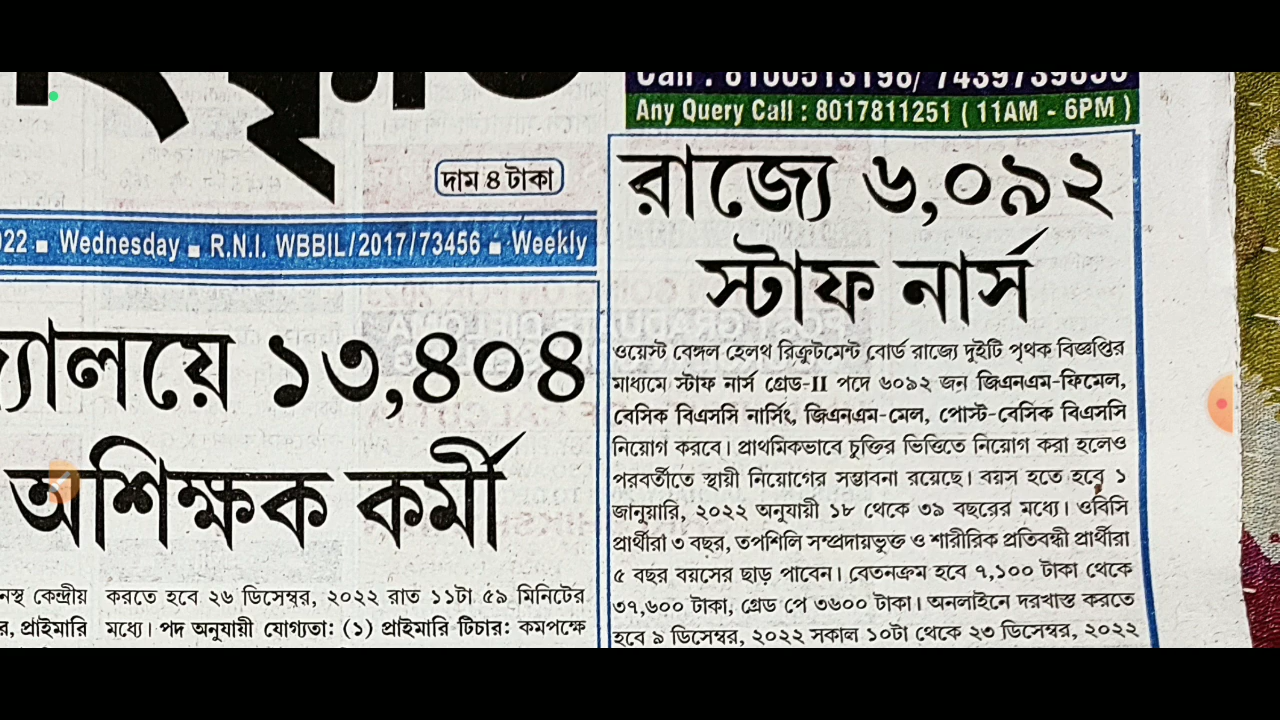 Any Query Call : 8017811251 ( 11AM - 6PM )
দাম ৪ টাকা
022 ■ Wednesday ■ R.N.I. WBBIL/2017/73456 ■ Weekly
রাজ্যে ৬,০৯২
স্টাফ নার্স
ওয়েস্ট বেঙ্গল হেলথ রিক্রুটমেন্ট বোর্ড রাজ্যে দুইটি পৃথক বিজ্ঞপ্তির
মাধ্যমে স্টাফ নার্স গ্রেড-II পদে ৬০৯২ জন জিএনএম-ফিমেল,
বেসিক বিএসসি নার্সিং, জিএনএম-মেল, পোস্ট-বেসিক বিএসসি
নিয়োগ করবে। প্রাথমিকভাবে চুক্তির ভিত্তিতে নিয়োগ করা হলেও
পরবর্তীতে স্থায়ী নিয়োগের সম্ভাবনা রয়েছে। বয়স হতে হবে ১
জানুয়ারি, ২০২২ অনুযায়ী ১৮ থেকে ৩৯ বছরের মধ্যে। ওবিসি
প্রার্থীরা ৩ বছর, তপশিলি সম্প্রদায়ভুক্ত ও শারীরিক প্রতিবন্ধী প্রার্থীরা
৫ বছর বয়সের ছাড় পাবেন। বেতনক্রম হবে ৭,১০০ টাকা থেকে
৩৭,৬০০ টাকা, গ্রেড পে ৩৬০০ টাকা। অনলাইনে দরখাস্ত করতে
হবে ৯ ডিসেম্বর, ২০২২ সকাল ১০টা থেকে ২৩ ডিসেম্বর, ২০২২
্যালয়ে ১৩,৪০৪
অশিক্ষক কর্মী
নস্থ কেন্দ্রীয়
র, প্রাইমারি
করতে হবে ২৬ ডিসেম্বর, ২০২২ রাত ১১টা ৫৯ মিনিটের
মধ্যে। পদ অনুযায়ী যোগ্যতা: (১) প্রাইমারি টিচার: কমপক্ষে